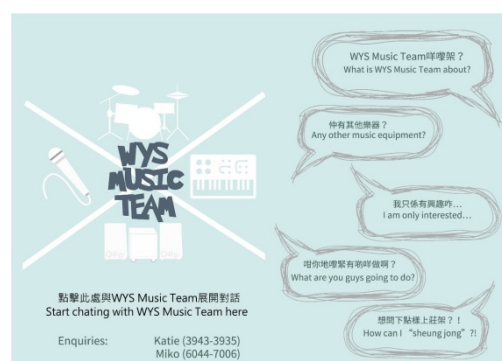 WYS
MUSIC
TEAM
點擊此處與WYS Music Team展開對話
Start chating with WYS Music Team here
Enquiries: Katie (3943-3935)
Miko (6044-7006)
WYS Music Team咩嚟架？
What is WYS Music Team about?
仲有其他樂器？
Any other music equipment?
我只係有興趣咋…
I am only interested…
咁你地嚟緊有啲咩做啊？
What are you guys going to do?
想問下點樣上莊架？！
How can I “sheung jong”?!